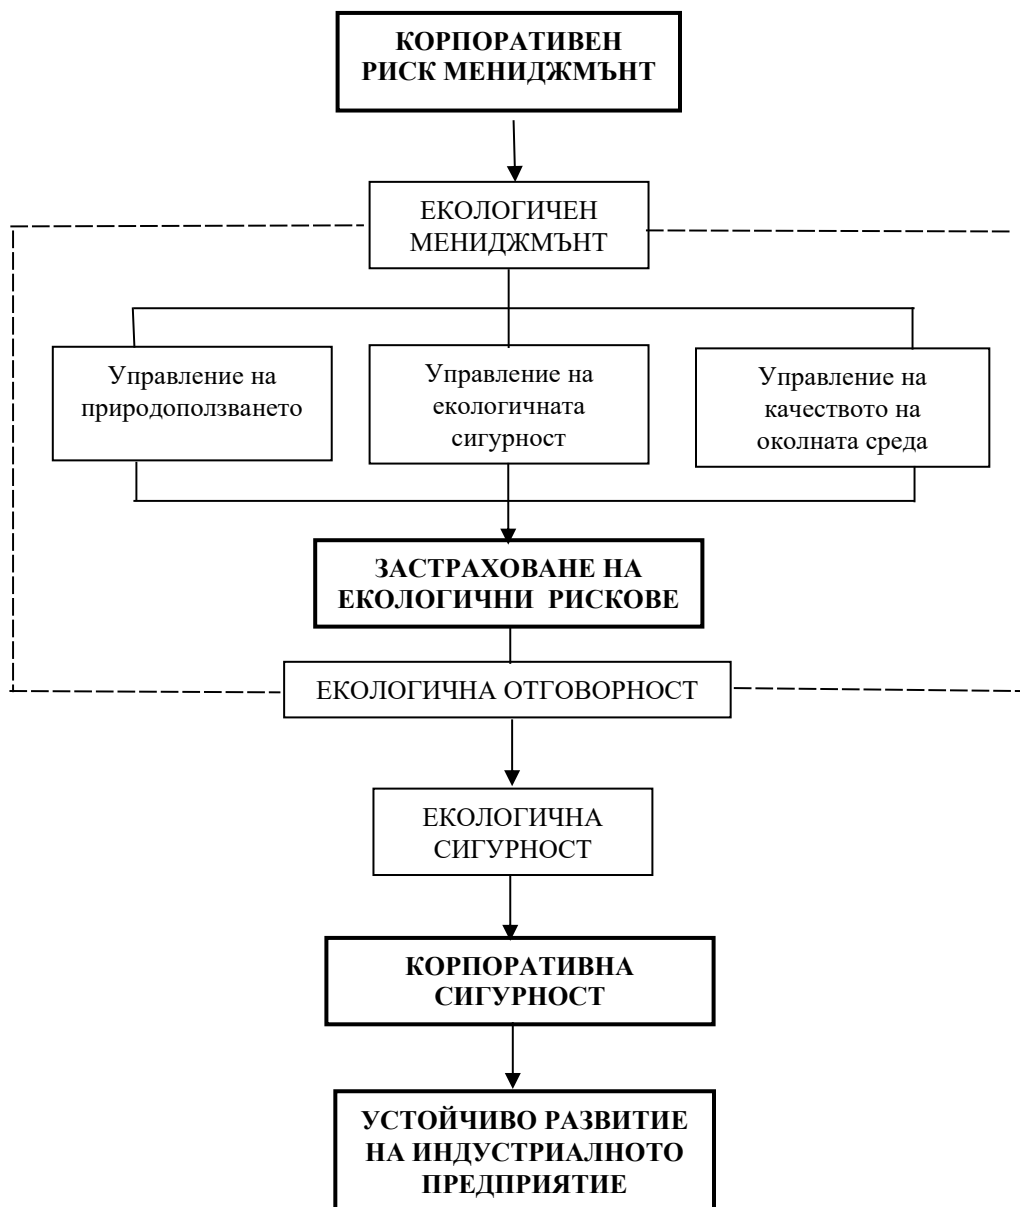 КОРПОРАТИВЕН
РИСК МЕНИДЖМЪНТ
ЕКОЛОГИЧЕН
МЕНИДЖМЪНТ
Управление на
природоползването
Управление на
екологичната
сигурност
Управление на
качеството на
околната среда
ЗАСТРАХОВАНЕ НА
ЕКОЛОГИЧНИ РИСКОВЕ
ЕКОЛОГИЧНА ОТГОВОРНОСТ
ЕКОЛОГИЧНА
СИГУРНОСТ
КОРПОРАТИВНА
СИГУРНОСТ
УСТОЙЧИВО РАЗВИТИЕ
НА ИНДУСТРИАЛНОТО
ПРЕДПРИЯТИЕ